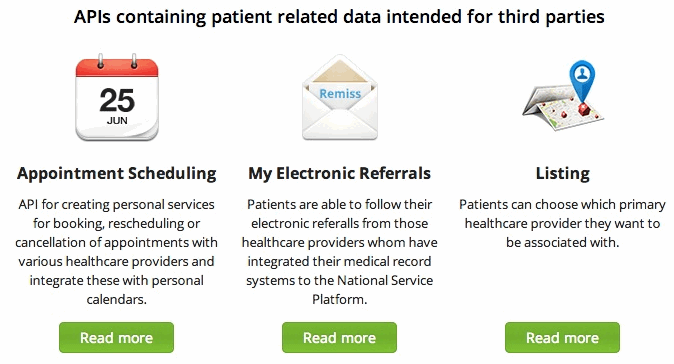 APIs containing patient related data intended for third parties
25
JUN
Remiss
Appointment Scheduling
API for creating personal services
for booking, rescheduling or
cancellation of appointments with
various healthcare providers and
integrate these with personal
calendars.
Read more
My Electronic Referrals
Patients are able to follow their
electronic referalls from those
healthcare providers whom have
integrated their medical record
systems to the National Service
Platform.
Read more
Listing
Patients can choose which primary
healthcare provider they want to
be associated with.
Read more